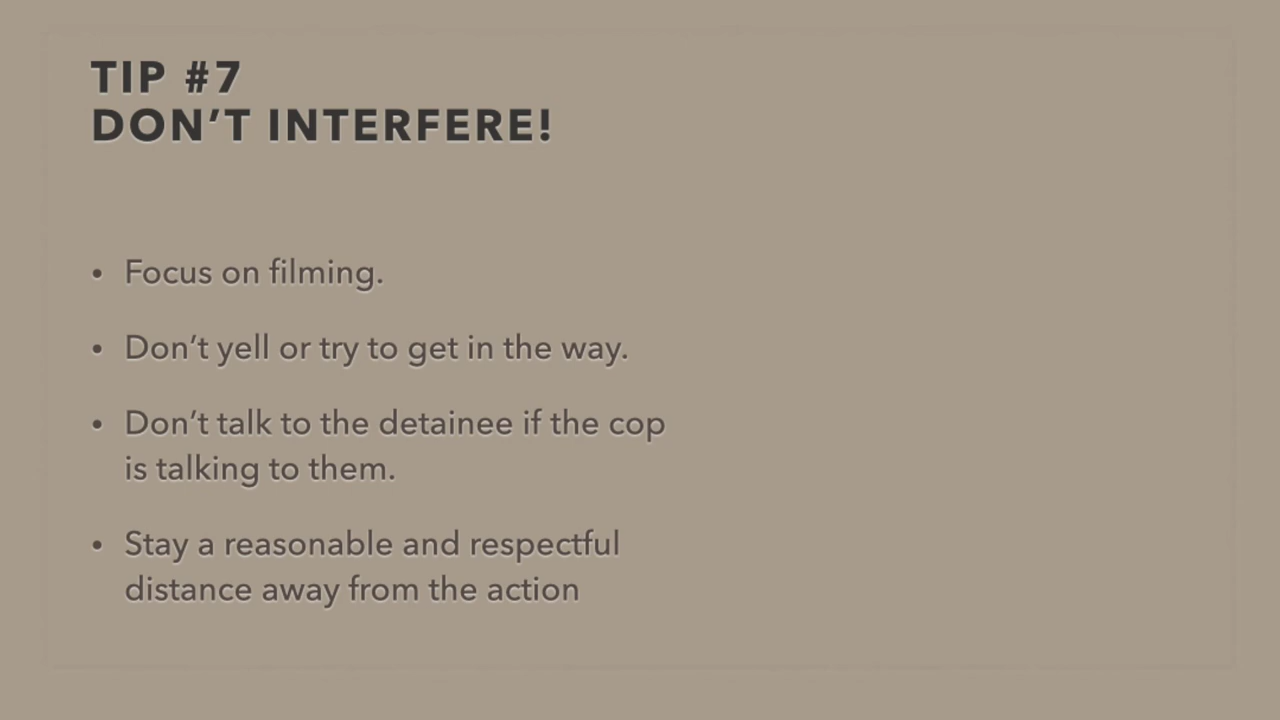 TIP #7
DON’T INTERFERE!
• Focus on filming.
• Don’t yell or try to get in the way.
• Don’t talk to the detainee if the cop
is talking to them.
• Stay a reasonable and respectful
distance away from the action